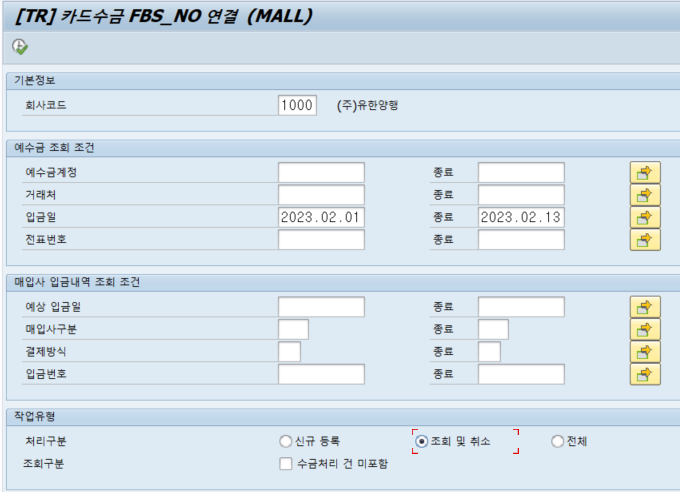 [TR] 카드수금 FBS_NO 연결 (MALL)
기본정보
회사코드 1000 (주)유한양행
예수금 조회 조건
예수금계정 종료
거래처 종료
입금일 2023.02.01 종료 2023.02.13
전표번호 종료
매입사 입금내역 조회 조건
예상 입금일 종료
매입사구분 종료
결제방식 종료
입금번호 종료
작업유형
처리구분 신규 등록 조회 및 취소 전체
조회구분 수금처리 건 미포함